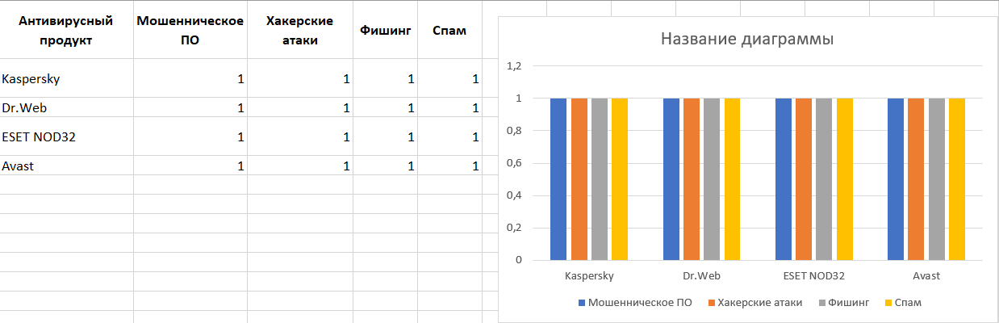 Антивирусный продукт Мошенническое ПО Хакерские атаки Фишинг Спам
Kaspersky 1 1 1 1
Dr.Web 1 1 1 1
ESET NOD32 1 1 1 1
Avast 1 1 1 1
Название диаграммы
1,2
1
0,8
0,6
0,4
0,2
0
Kaspersky Dr.Web ESET NOD32 Avast
Мошенническое ПО Хакерские атаки Фишинг Спам